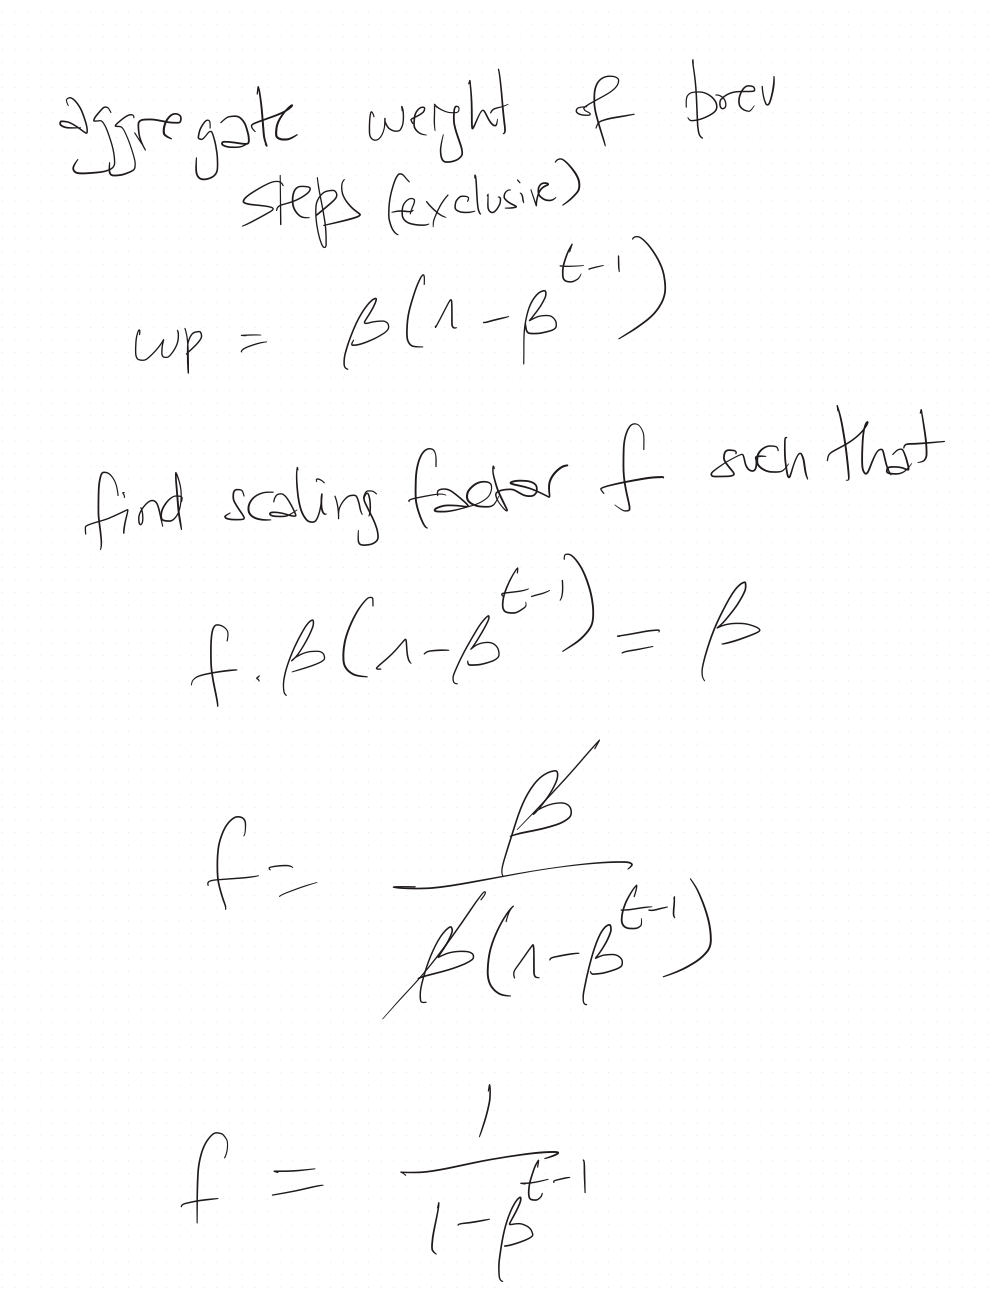 aggregate weight of prev
steps (exclusive)
wp = β(1-β^{t-1})
find scaling factor f such that
f.β(1-β^{t-1}) = β
f = β / β(1-β^{t-1})
f = 1 / 1-β^{t-1}